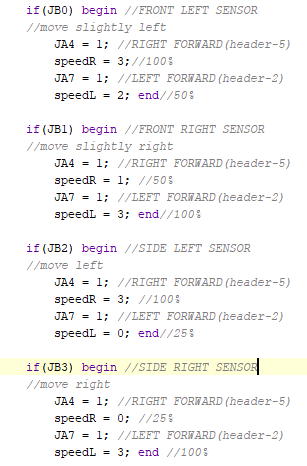 if(JB0) begin //FRONT LEFT SENSOR
//move slightly left
JA4 = 1; //RIGHT FORWARD(header-5)
speedR = 3;//100%
JA7 = 1; //LEFT FORWARD(header-2)
speedL = 2; end//50%
if(JB1) begin //FRONT RIGHT SENSOR
//move slightly right
JA4 = 1; //RIGHT FORWARD(header-5)
speedR = 1; //50%
JA7 = 1; //LEFT FORWARD(header-2)
speedL = 3; end//100%
if(JB2) begin //SIDE LEFT SENSOR
//move left
JA4 = 1; //RIGHT FORWARD(header-5)
speedR = 3; //100%
JA7 = 1; //LEFT FORWARD(header-2)
speedL = 0; end//25%
if(JB3) begin //SIDE RIGHT SENSOR
//move right
JA4 = 1; //RIGHT FORWARD(header-5)
speedR = 0; //25%
JA7 = 1; //LEFT FORWARD(header-2)
speedL = 3; end //100%